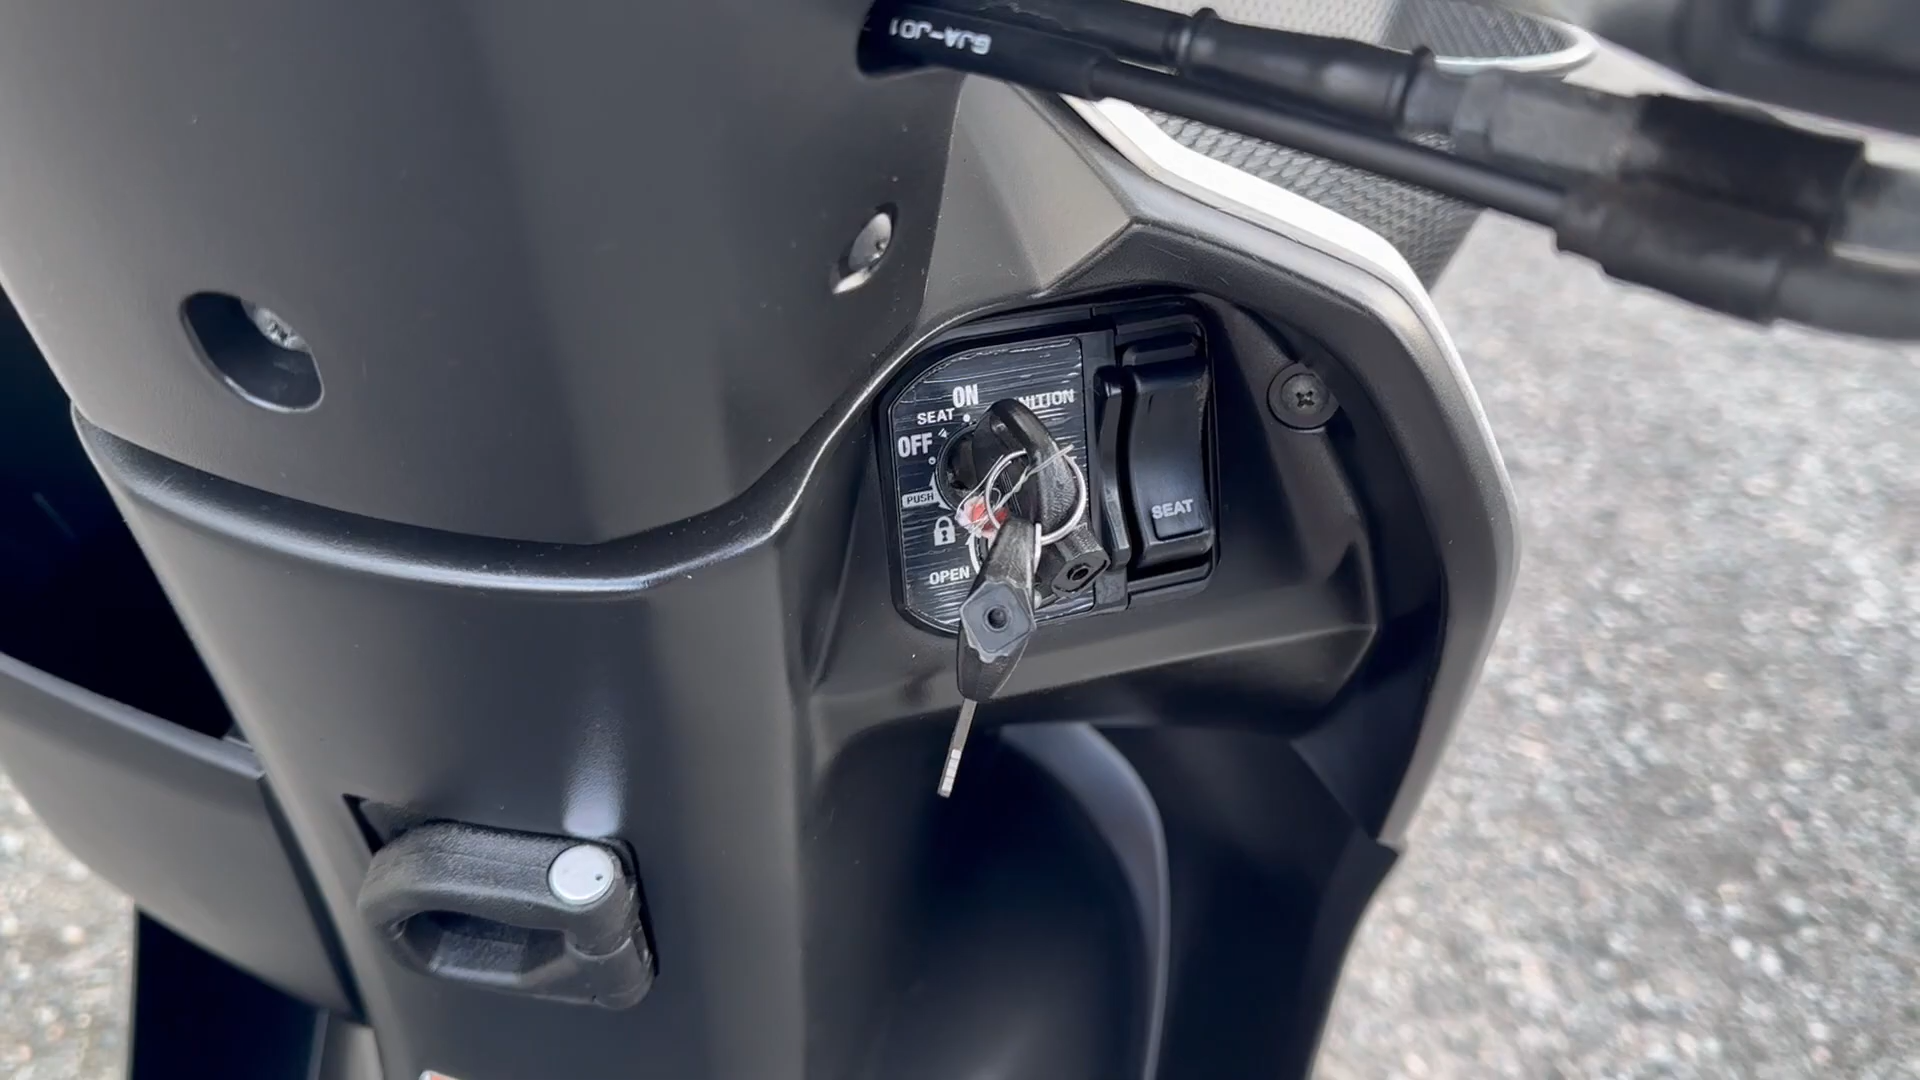 GJA-J01
ON
IGNITION
SEAT
OFF
PUSH
SEAT
OPEN